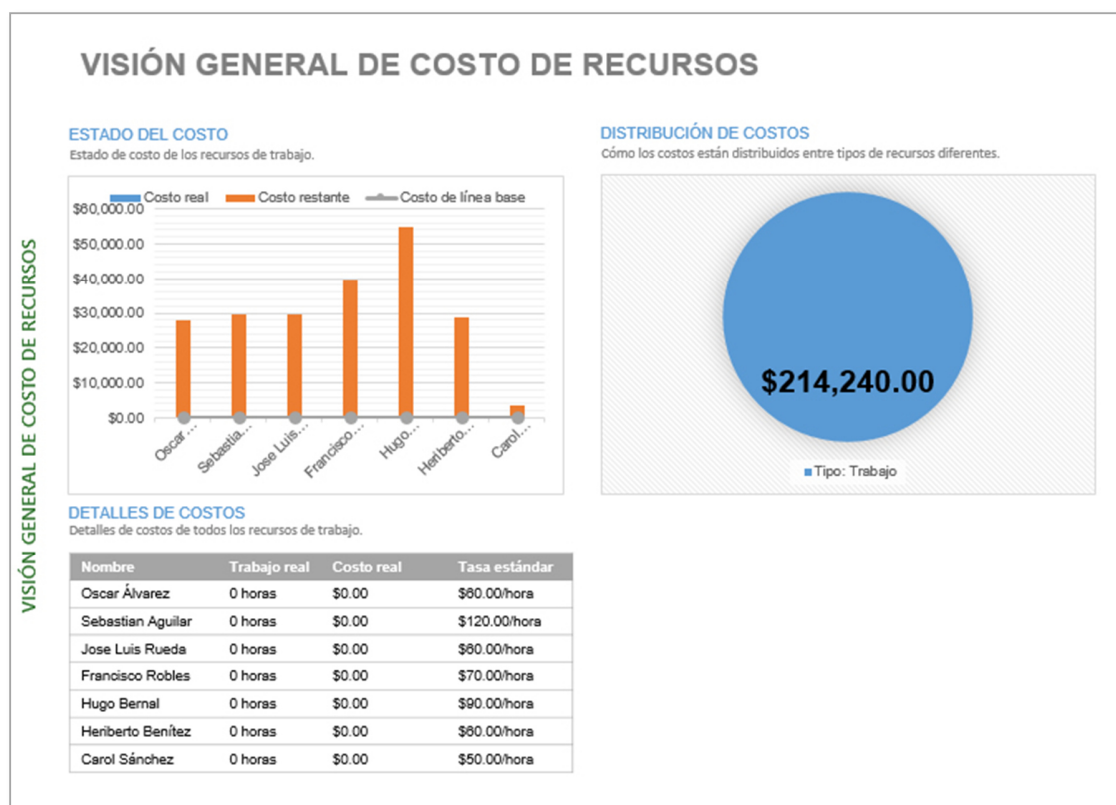 VISIÓN GENERAL DE COSTO DE RECURSOS
VISIÓN GENERAL DE COSTO DE RECURSOS
ESTADO DEL COSTO
Estado de costo de los recursos de trabajo.
Costo real Costo restante Costo de línea base
$60,000.00
$50,000.00
$40,000.00
$30,000.00
$20,000.00
$10,000.00
$0.00
Oscar... Sebastia... Jose Luis... Francisco... Hugo... Heriberto... Carol...
DISTRIBUCIÓN DE COSTOS
Cómo los costos están distribuidos entre tipos de recursos diferentes.
$214,240.00
Tipo: Trabajo
DETALLES DE COSTOS
Detalles de costos de todos los recursos de trabajo.
Nombre Trabajo real Costo real Tasa estándar
Oscar Álvarez 0 horas $0.00 $60.00/hora
Sebastian Aguilar 0 horas $0.00 $120.00/hora
Jose Luis Rueda 0 horas $0.00 $60.00/hora
Francisco Robles 0 horas $0.00 $70.00/hora
Hugo Bernal 0 horas $0.00 $90.00/hora
Heriberto Benítez 0 horas $0.00 $60.00/hora
Carol Sánchez 0 horas $0.00 $50.00/hora